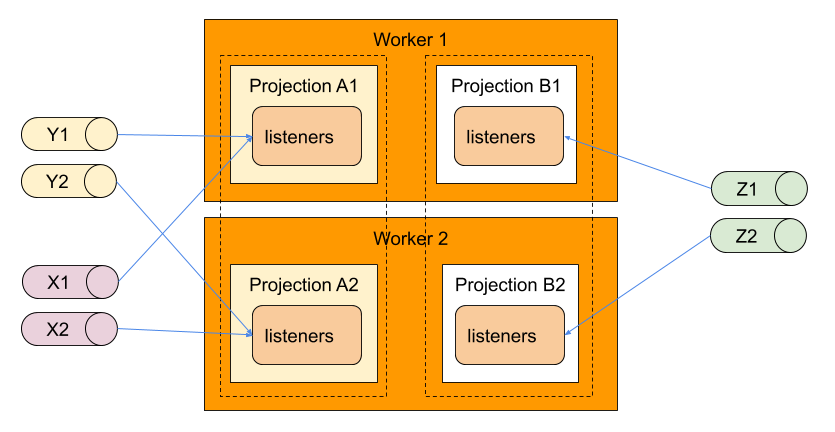 Worker 1
Projection A1
listeners
Projection B1
listeners
Y1
Y2
X1
X2
Z1
Z2
Worker 2
Projection A2
listeners
Projection B2
listeners